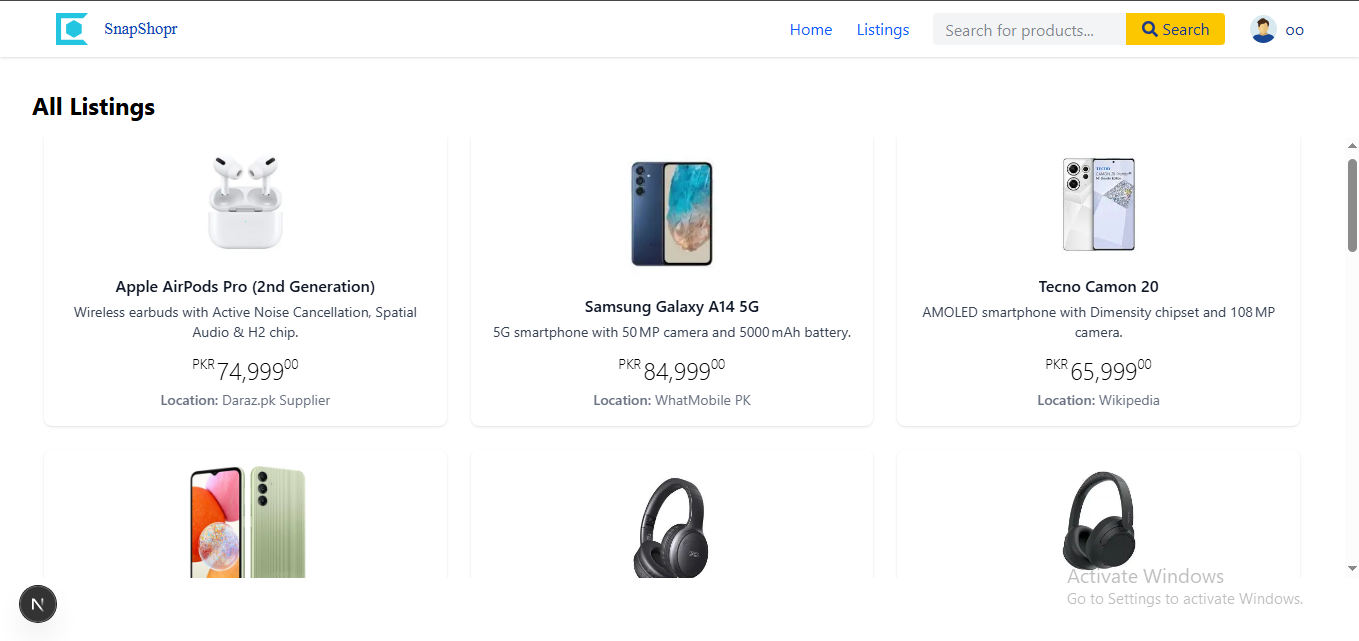 SnapShopr
Home
Listings
Search for products...
Search
oo
All Listings
Apple AirPods Pro (2nd Generation)
Wireless earbuds with Active Noise Cancellation, Spatial
Audio & H2 chip.
PKR 74,999 00
Location: Daraz.pk Supplier
Samsung Galaxy A14 5G
5G smartphone with 50 MP camera and 5000 mAh battery.
PKR 84,999 00
Location: WhatMobile PK
TECNO
Tecno Camon 20
AMOLED smartphone with Dimensity chipset and 108 MP
camera.
PKR 65,999 00
Location: Wikipedia
N
Activate Windows
Go to Settings to activate Windows.